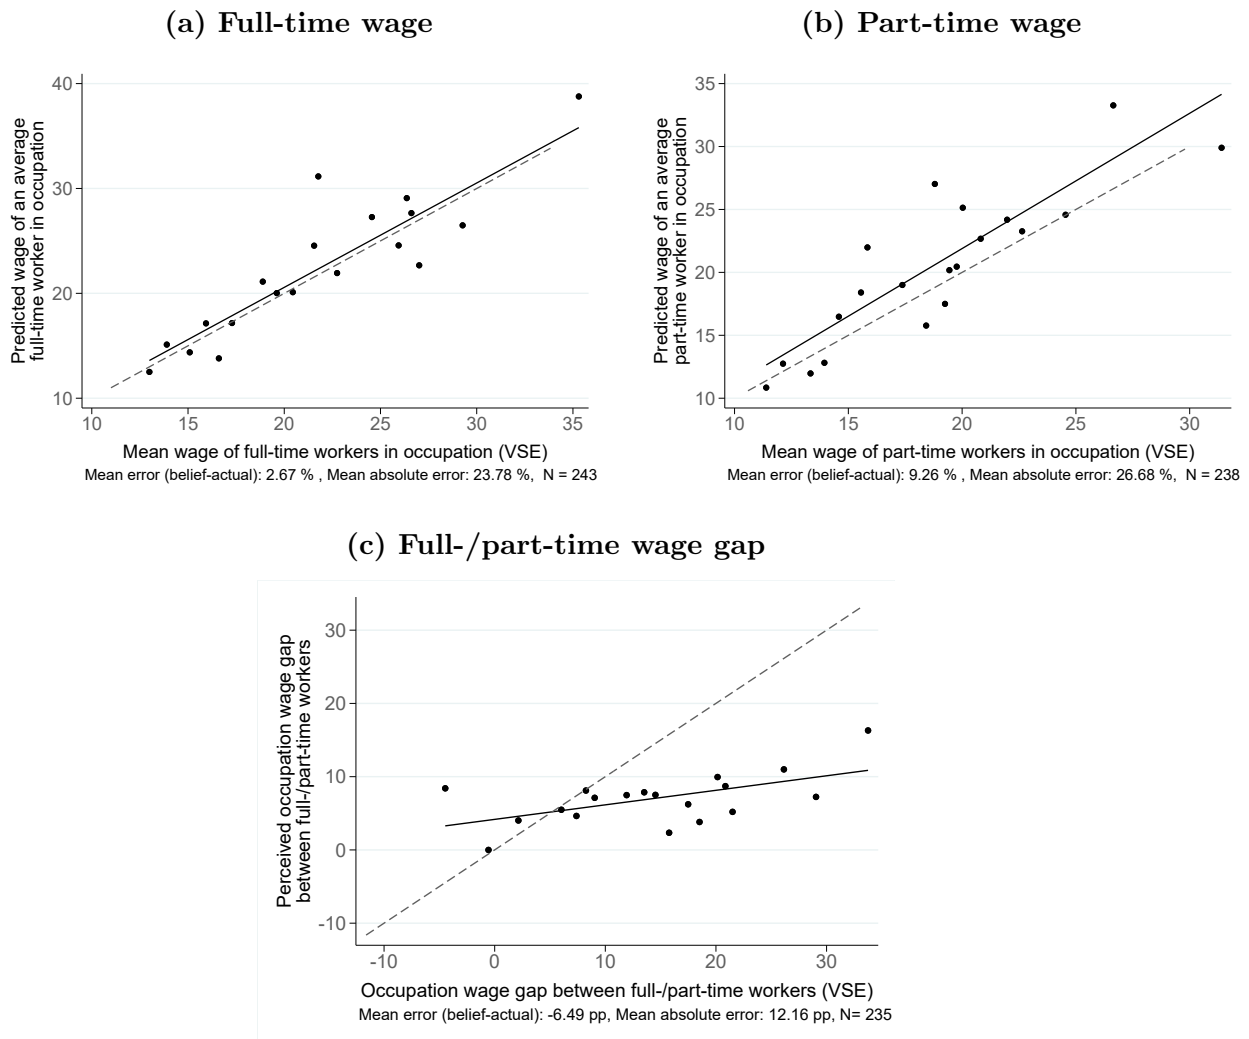 (a) Full-time wage
Predicted wage of an average
full-time worker in occupation
40
30
20
10
10 15 20 25 30 35
Mean wage of full-time workers in occupation (VSE)
Mean error (belief-actual): 2.67 % , Mean absolute error: 23.78 %, N = 243
(b) Part-time wage
Predicted wage of an average
part-time worker in occupation
35
30
25
20
15
10
10 15 20 25 30
Mean wage of part-time workers in occupation (VSE)
Mean error (belief-actual): 9.26 % , Mean absolute error: 26.68 %, N = 238
(c) Full-/part-time wage gap
Perceived occupation wage gap
between full-/part-time workers
30
20
10
0
-10
-10 0 10 20 30
Occupation wage gap between full-/part-time workers (VSE)
Mean error (belief-actual): -6.49 pp, Mean absolute error: 12.16 pp, N= 235